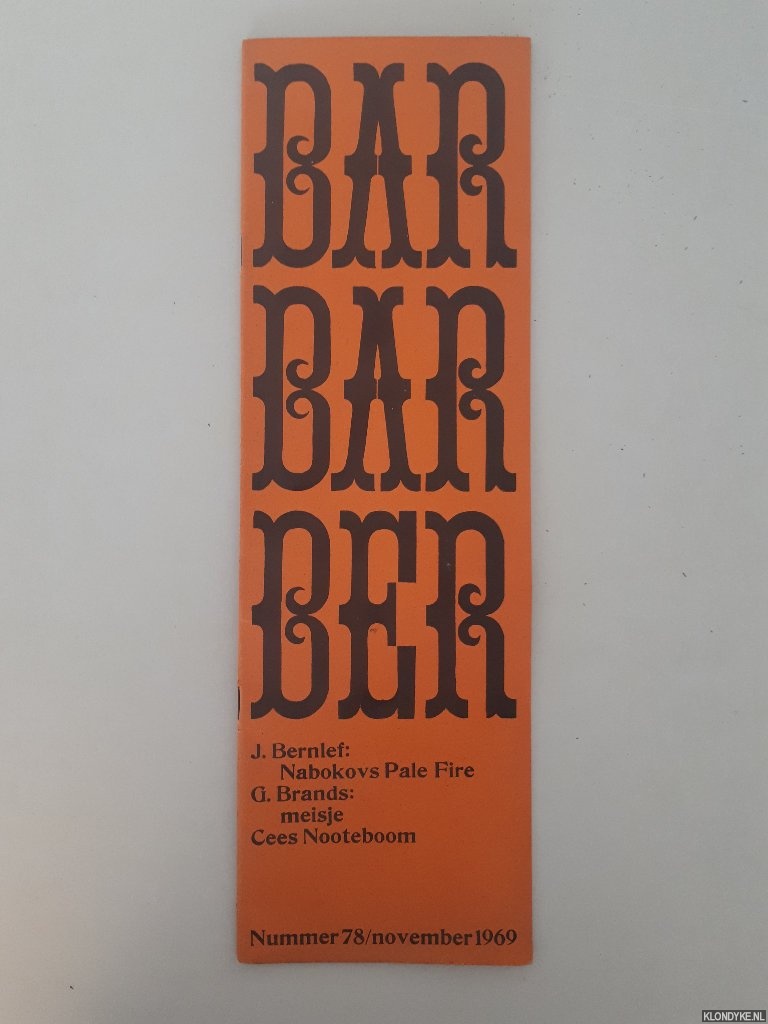 BAR
BAR
BER
J. Bernlef:
Nabokovs Pale Fire
G. Brands:
meisje
Cees Nooteboom
Nummer 78/november 1969
KLONDYKE.NL